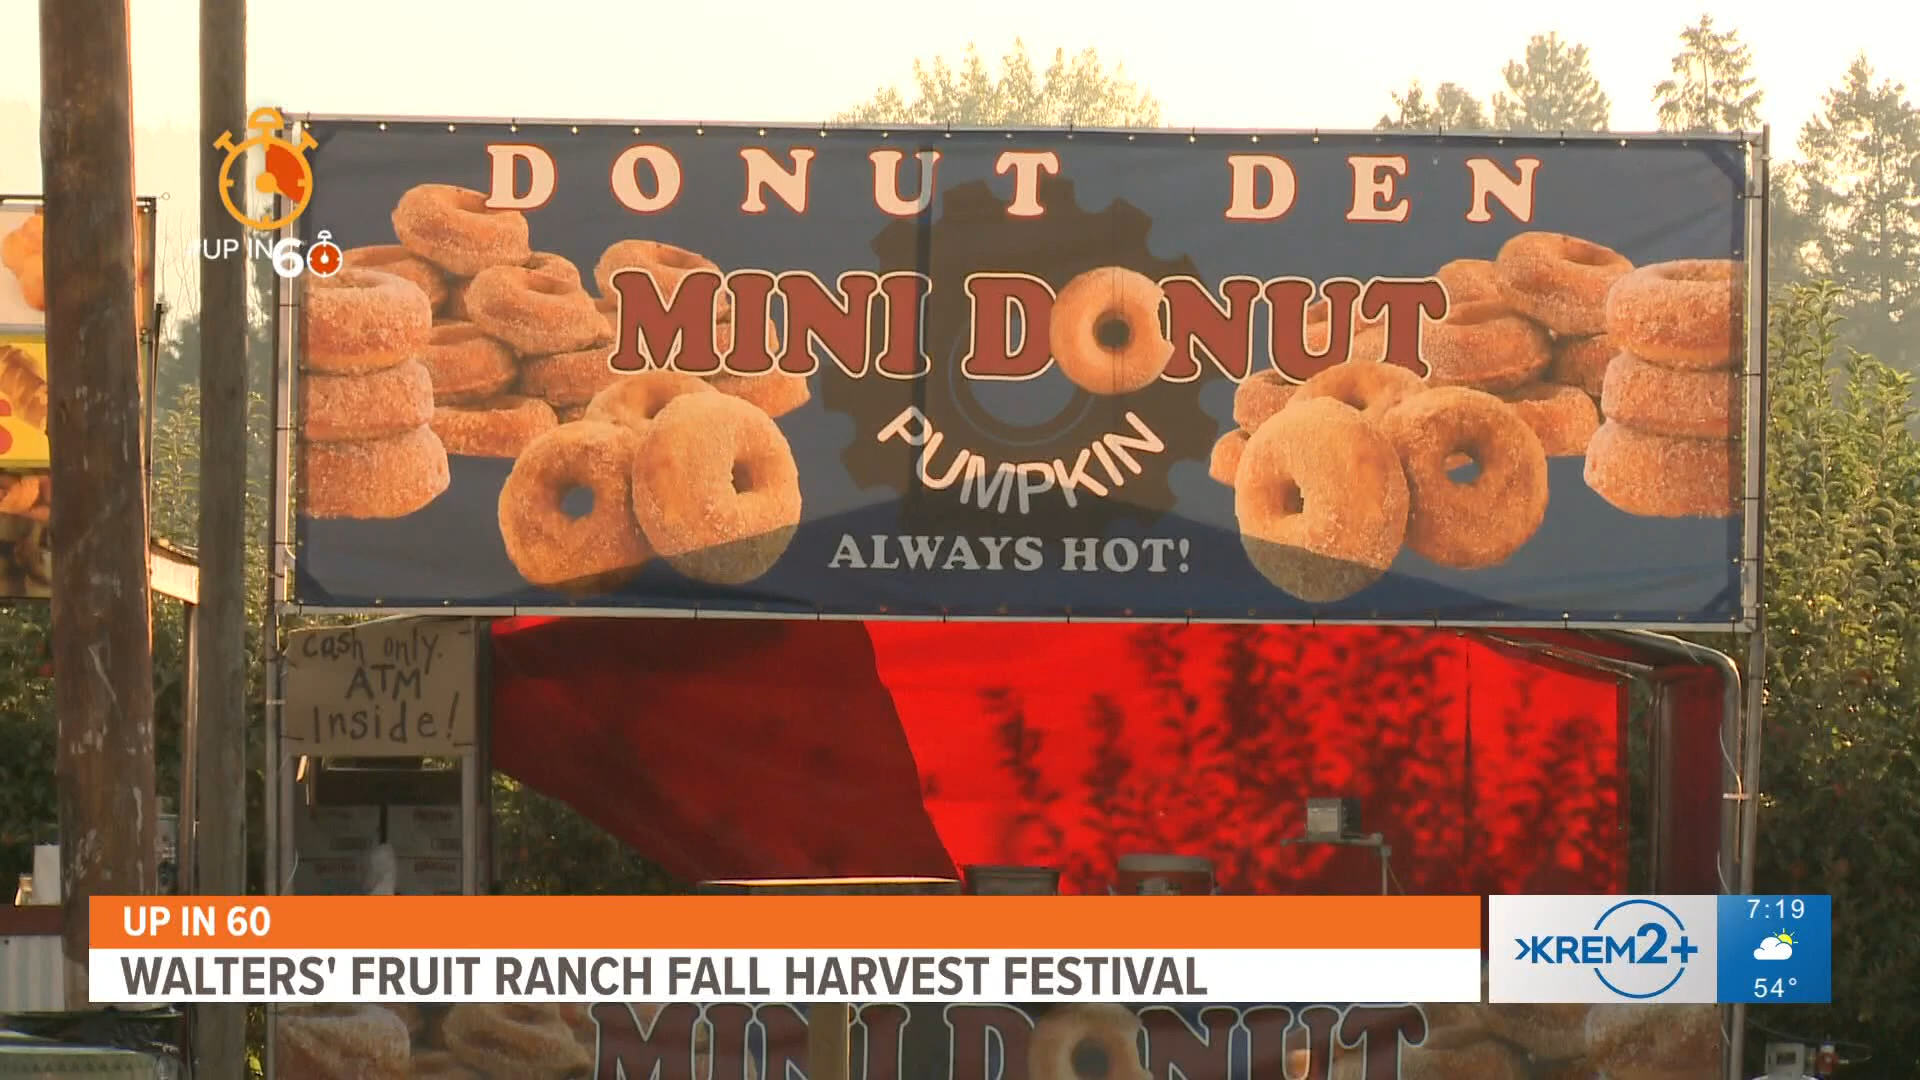 DONUT DEN
#UP IN 60
MINI DONUT
PUMPKIN
ALWAYS HOT!
cash only.
ATM
Inside!
UP IN 60
WALTERS' FRUIT RANCH FALL HARVEST FESTIVAL
KREM2+
7:19
54°
MINI DONUT